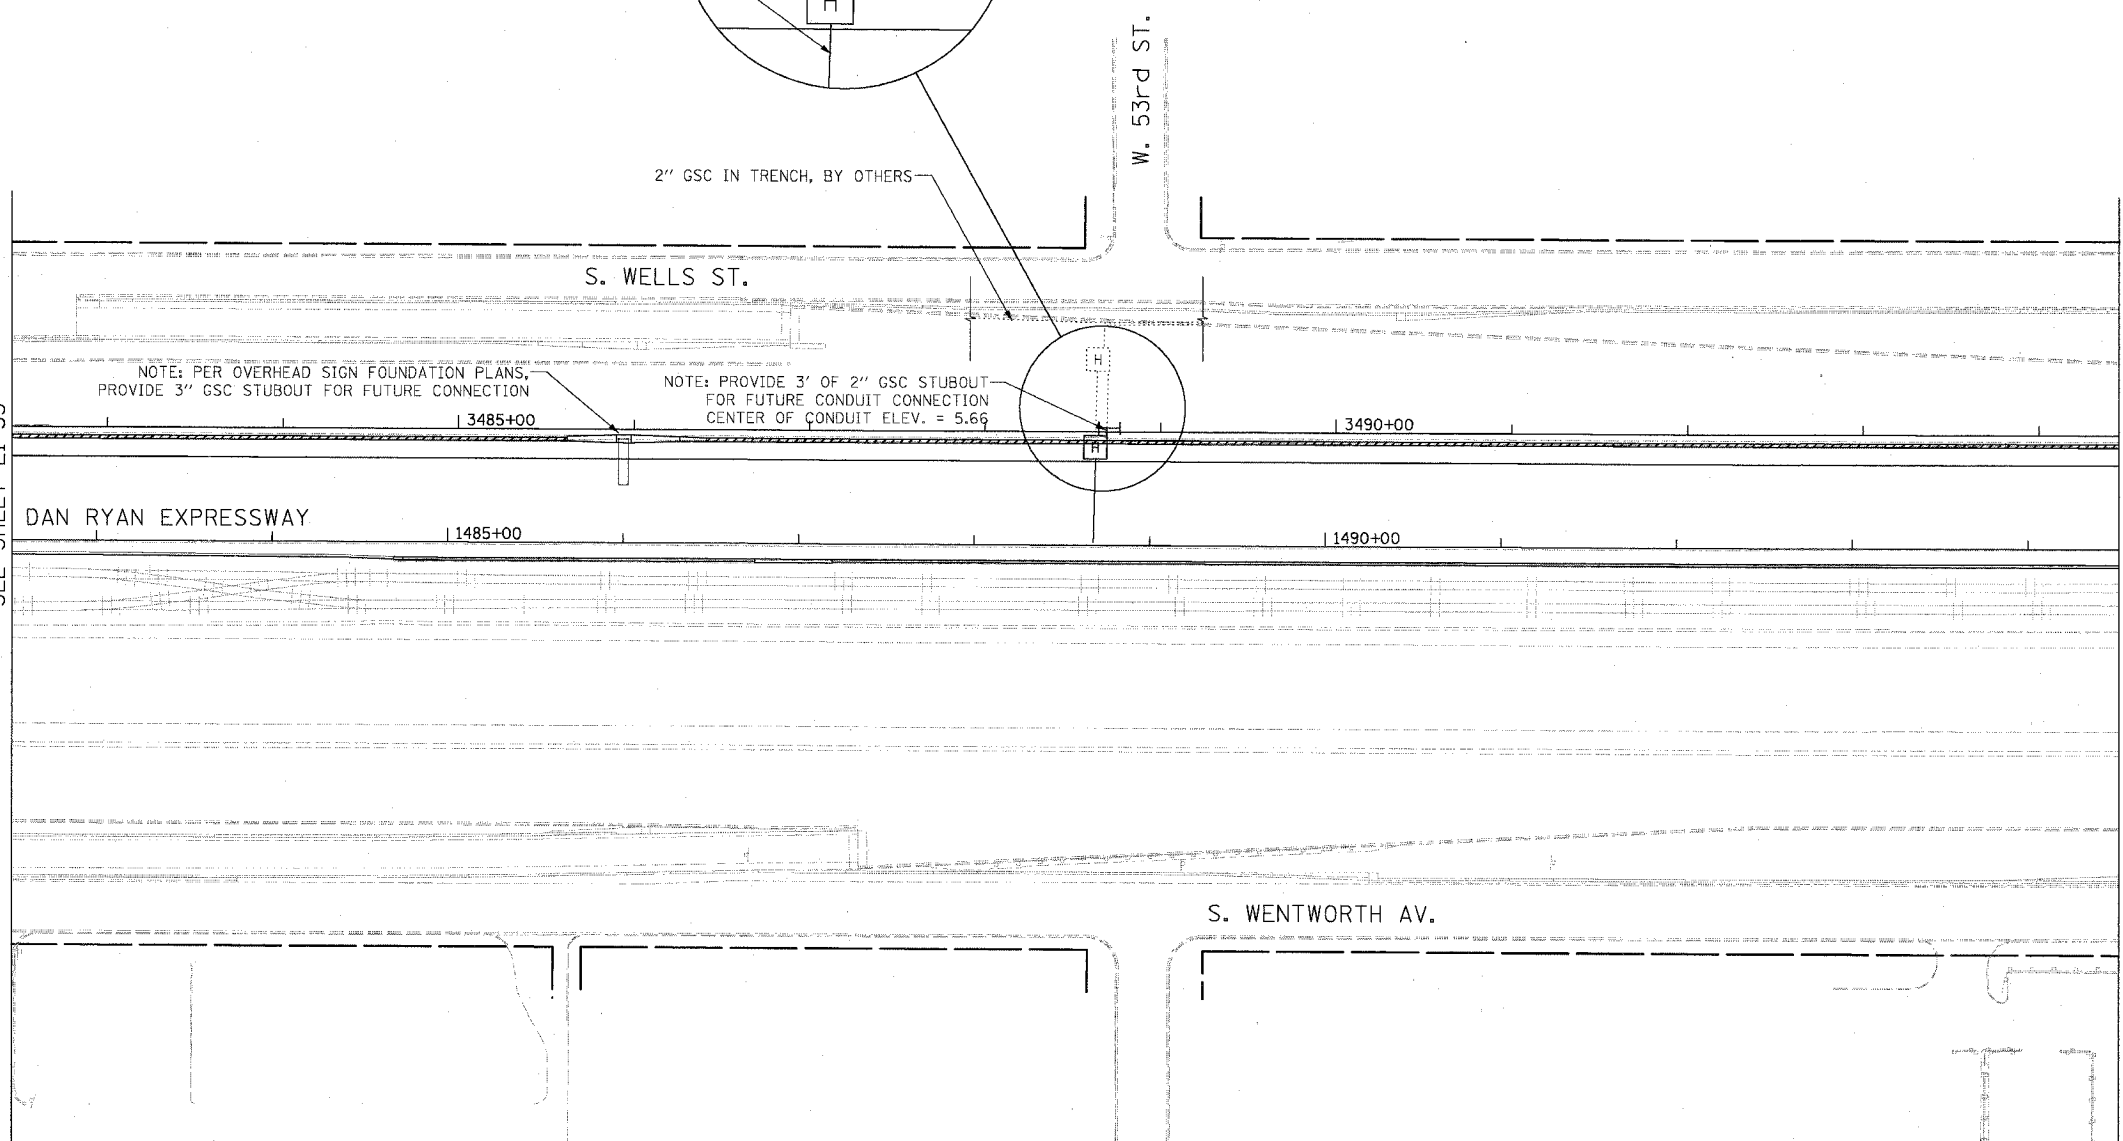 H
W. 53rd ST.
2" GSC IN TRENCH, BY OTHERS
S. WELLS ST.
H
NOTE: PER OVERHEAD SIGN FOUNDATION PLANS,
PROVIDE 3" GSC STUBOUT FOR FUTURE CONNECTION
NOTE: PROVIDE 3' OF 2" GSC STUBOUT
FOR FUTURE CONDUIT CONNECTION
CENTER OF CONDUIT ELEV. = 5.66
3485+00
3490+00
H
DAN RYAN EXPRESSWAY
1485+00
1490+00
S. WENTWORTH AV.